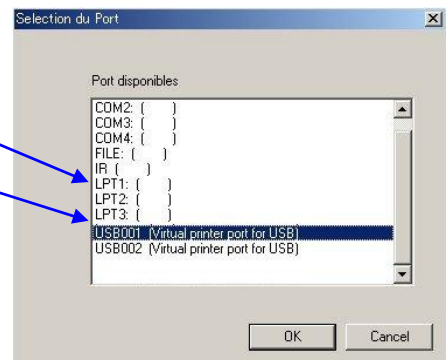 Selection du Port
Port disponibles
COM2: (      )
COM3: (      )
COM4: (      )
FILE: (      )
IR (      )
LPT1: (      )
LPT2: (      )
LPT3: (      )
USB001 (Virtual printer port for USB)
USB002 (Virtual printer port for USB)
OK
Cancel